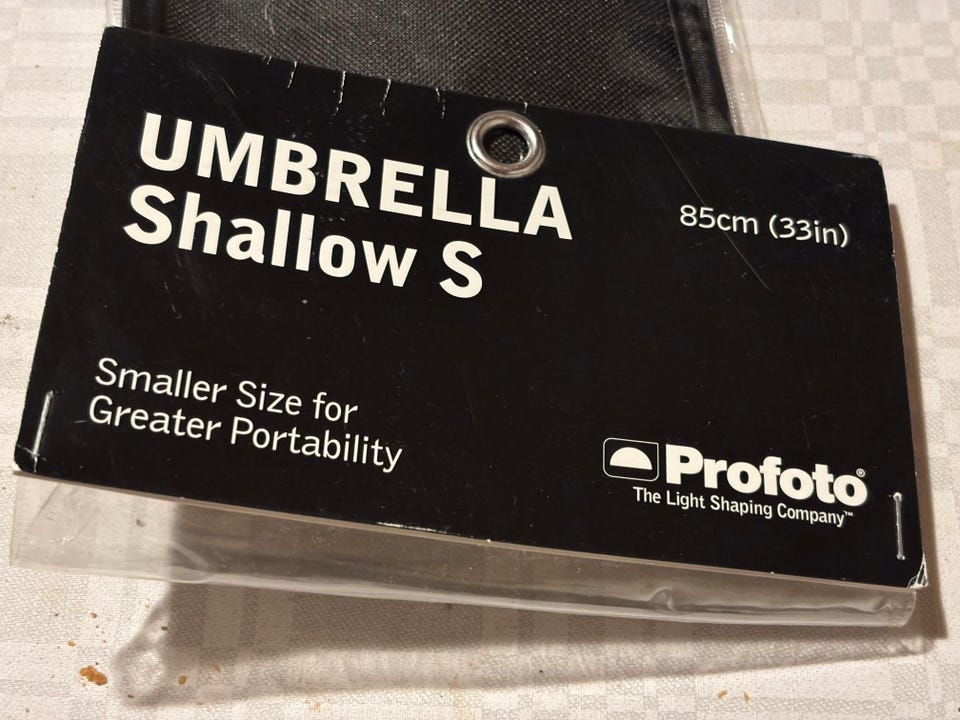 UMBRELLA
Shallow S
85cm (33in)
Smaller Size for
Greater Portability
Profoto®
The Light Shaping Company™